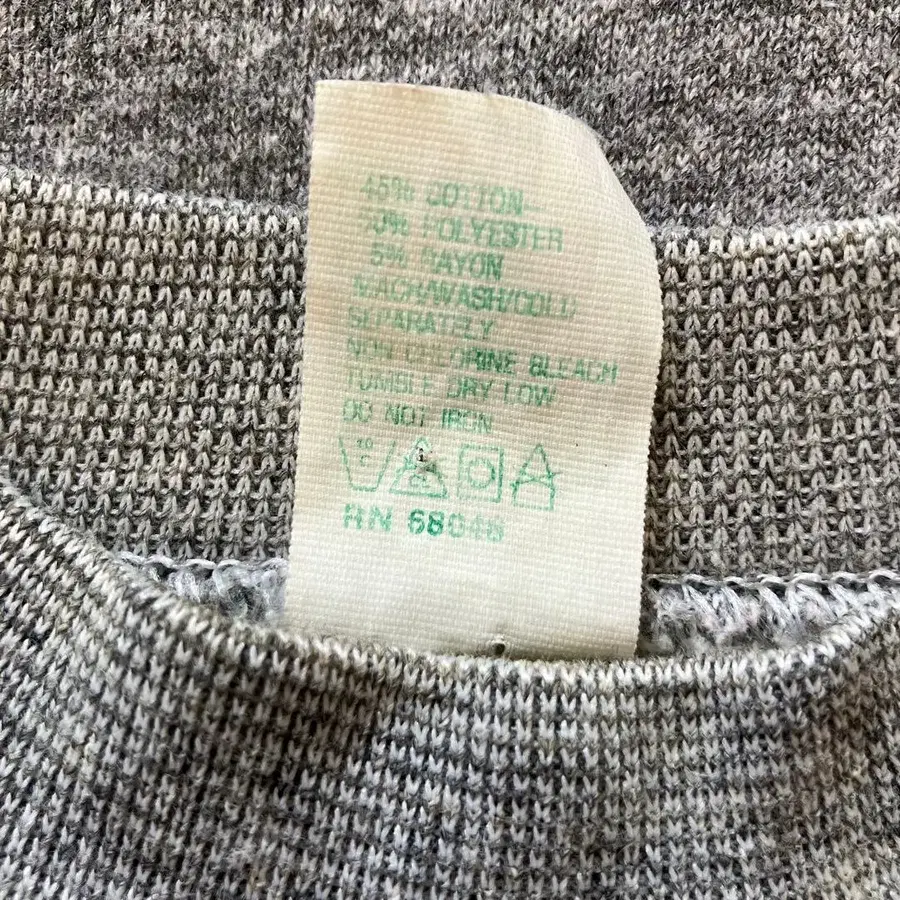 45% COTTON
50% POLYESTER
5% RAYON
MACH/WASH/COLD/
SEPARATELY
NON CHLORINE BLEACH
TUMBLE DRY LOW
DO NOT IRON
RN 68046